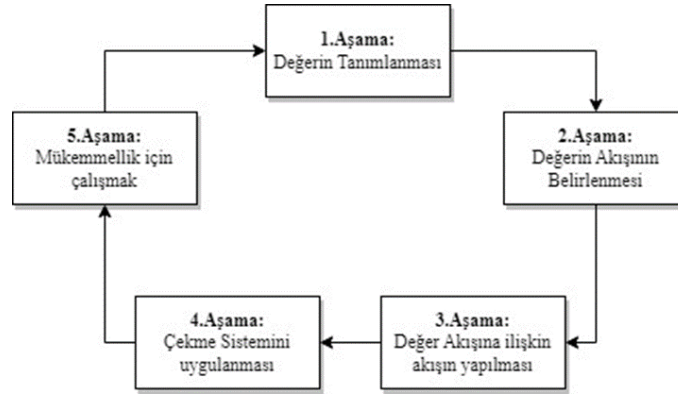 1.Aşama:
Değerin Tanımlanması
2.Aşama:
Değerin Akışının
Belirlenmesi
3.Aşama:
Değer Akışına ilişkin
akışın yapılması
4.Aşama:
Çekme Sistemini
uygulanması
5.Aşama:
Mükemmellik için
çalışmak